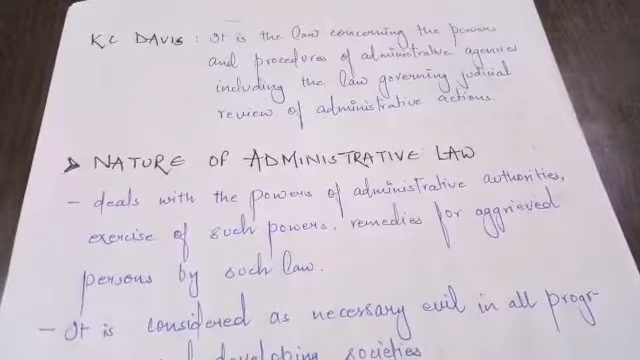 KC DAVIS : It is the law concerning the powers
and procedures of administrative agencies
including the law governing judicial
review of administrative actions.
➤ NATURE OF ADMINISTRATIVE LAW
- deals with the powers of administrative authorities,
exercise of such powers. remedies for aggrieved
persons by such law.
- It is considered as necessary evil in all progr-
developing societies